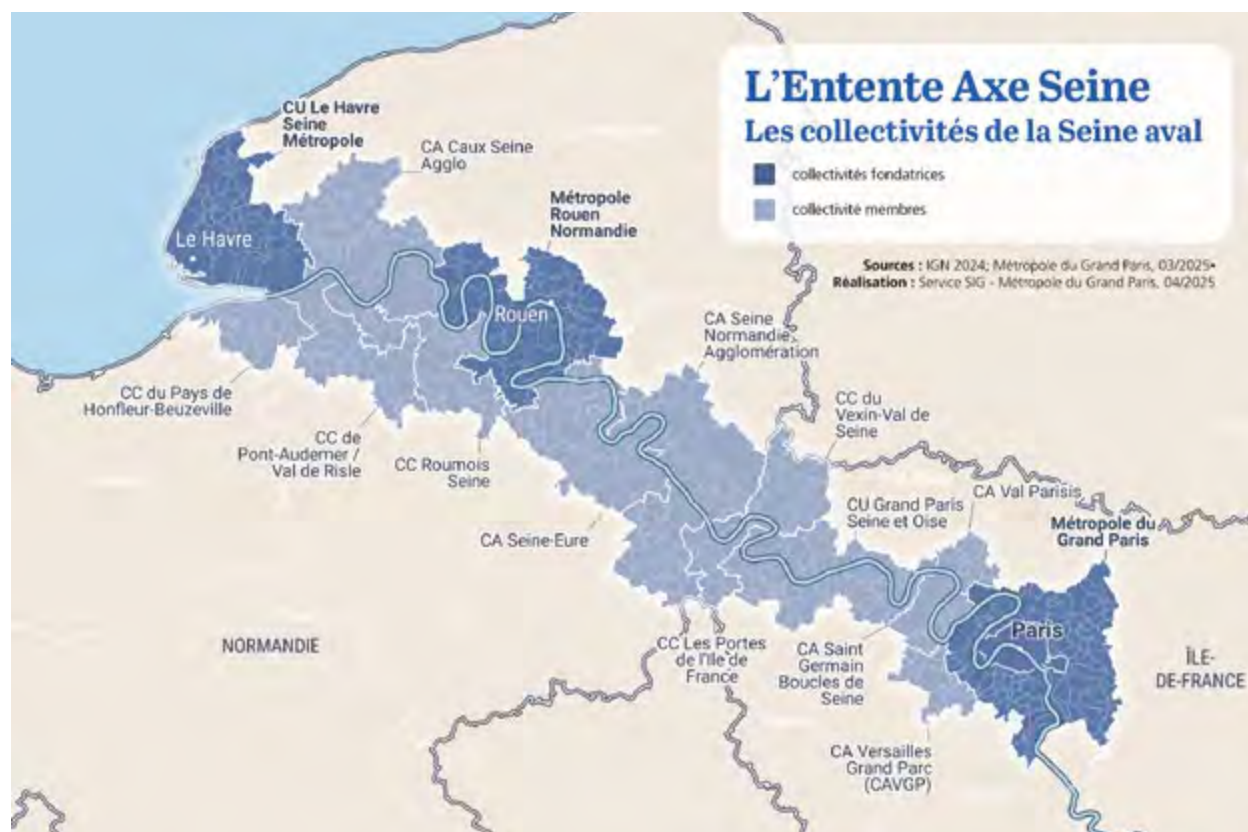 L'Entente Axe Seine
Les collectivités de la Seine aval
collectivités fondatrices
collectivité membres
Sources : IGN 2024; Métropole du Grand Paris, 03/2025•
Réalisation : Service SIG - Métropole du Grand Paris, 04/2025
CU Le Havre
Seine
Métropole
CA Caux Seine
Agglo
Métropole
Rouen
Normandie
Le Havre
Rouen
CA Seine
Normandie
Agglomération
CC du Pays de
Honfleur-Beuzeville
CC de
Pont-Audemer /
Val de Risle
CC Roumois
Seine
CC du
Vexin-Val de
Seine
CA Seine-Eure
CU Grand Paris
Seine et Oise
CA Val Parisis
Métropole du
Grand Paris
NORMANDIE
CC Les Portes
de l'Ile de
France
CA Saint
Germain
Boucles de
Seine
Paris
ÎLE-
DE-FRANCE
CA Versailles
Grand Parc
(CAVGP)